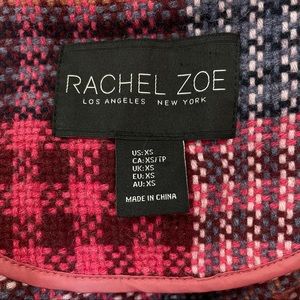 RACHEL ZOE
LOS ANGELES NEW YORK
US: XS
CA: XS/TP
UK: XS
EU: XS
AU: XS
MADE IN CHINA